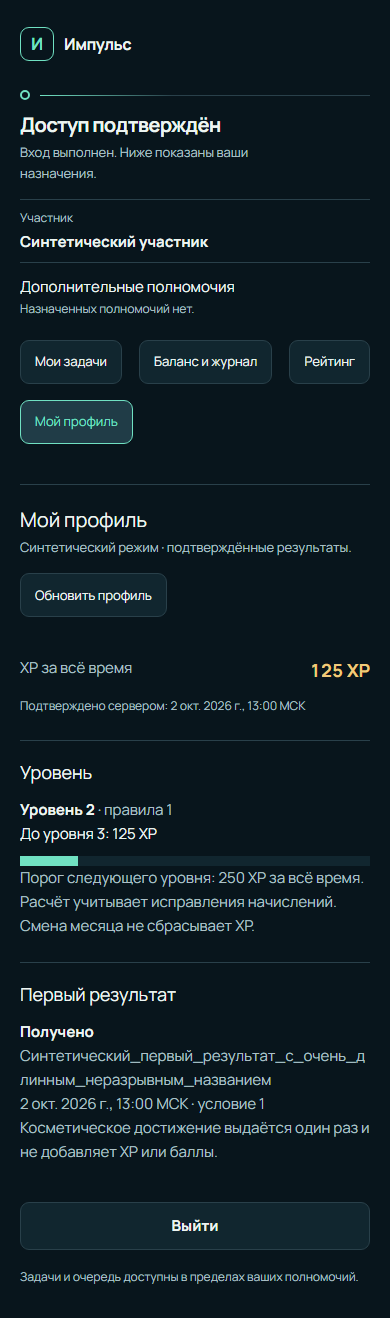 И Импульс
Доступ подтверждён
Вход выполнен. Ниже показаны ваши
назначения.
Участник
Синтетический участник
Дополнительные полномочия
Назначенных полномочий нет.
Мои задачи Баланс и журнал Рейтинг
Мой профиль
Мой профиль
Синтетический режим · подтверждённые результаты.
Обновить профиль
XP за всё время 125 XP
Подтверждено сервером: 2 окт. 2026 г., 13:00 МСК
Уровень
Уровень 2 · правила 1
До уровня 3: 125 XP
Порог следующего уровня: 250 XP за всё время.
Расчёт учитывает исправления начислений.
Смена месяца не сбрасывает XP.
Первый результат
Получено
Синтетический_первый_результат_с_очень_д
линным_неразрывным_названием
2 окт. 2026 г., 13:00 МСК · условие 1
Косметическое достижение выдаётся один раз и
не добавляет XP или баллы.
Выйти
Задачи и очередь доступны в пределах ваших полномочий.